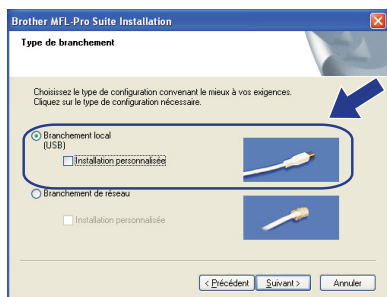 Brother MFL-Pro Suite Installation
Type de branchement
Choisissez le type de configuration convenant le mieux à vos exigences.
Cliquez sur le type de configuration nécessaire.
Branchement local
(USB)
Installation personnalisée
Branchement de réseau
Installation personnalisée
< Précédent
Suivant >
Annuler